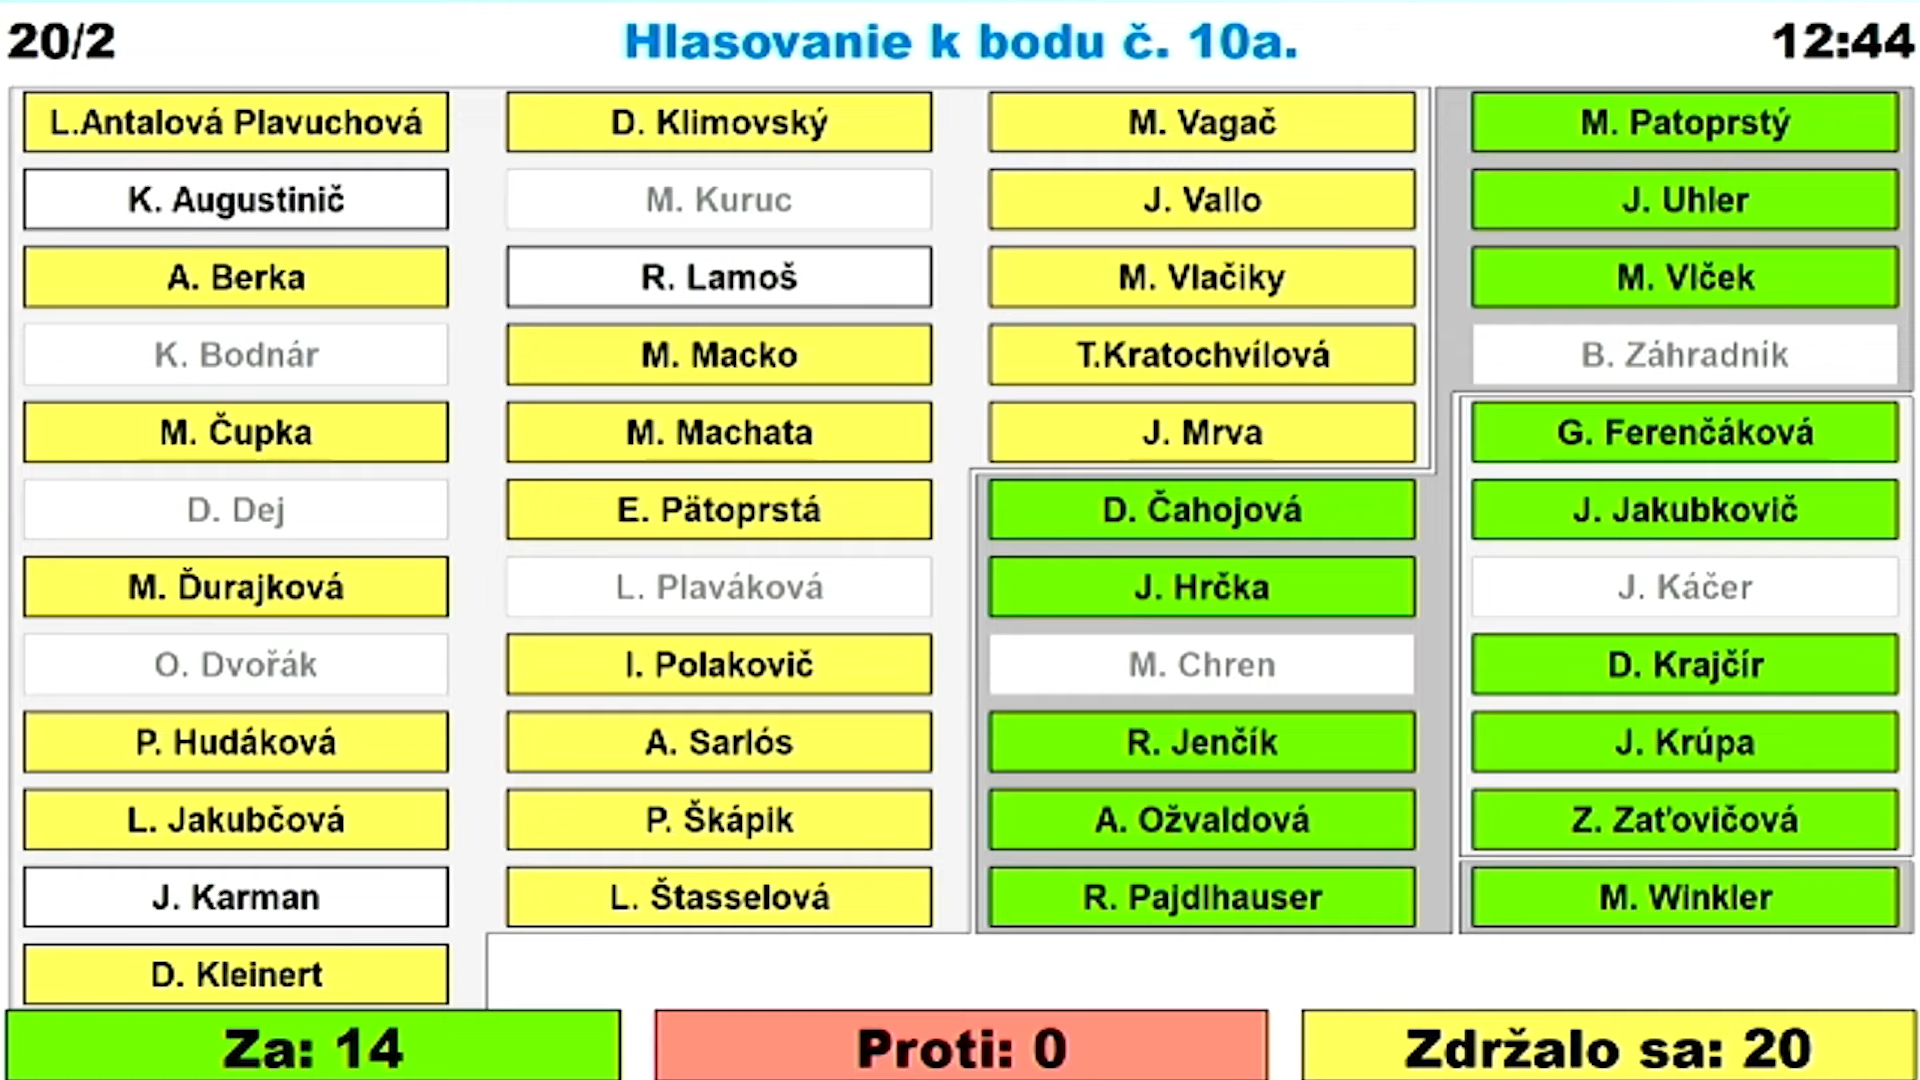 20/2
Hlasovanie k bodu č. 10a.
12:44
L.Antalová Plavuchová
K. Augustinič
A. Berka
K. Bodnár
M. Čupka
D. Dej
M. Ďurajková
O. Dvořák
P. Hudáková
L. Jakubčová
J. Karman
D. Kleinert
D. Klimovský
M. Kuruc
R. Lamoš
M. Macko
M. Machata
E. Pätoprstá
L. Plaváková
I. Polakovič
A. Sarlós
P. Škápik
L. Štasselová
M. Vagač
J. Vallo
M. Vlačiky
T.Kratochvílová
J. Mrva
D. Čahojová
J. Hrčka
M. Chren
R. Jenčík
A. Ožvaldová
R. Pajdlhauser
M. Patoprstý
J. Uhler
M. Vlček
B. Záhradník
G. Ferenčáková
J. Jakubkovič
J. Káčer
D. Krajčír
J. Krúpa
Z. Zaťovičová
M. Winkler
Za: 14
Proti: 0
Zdržalo sa: 20